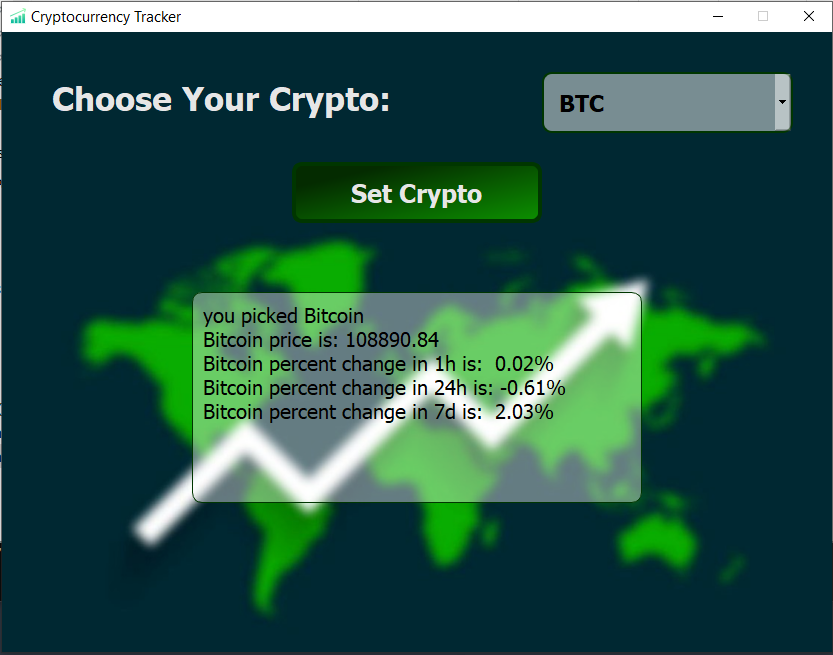 Cryptocurrency Tracker
Choose Your Crypto:
BTC
Set Crypto
you picked Bitcoin
Bitcoin price is: 108890.84
Bitcoin percent change in 1h is:  0.02%
Bitcoin percent change in 24h is: -0.61%
Bitcoin percent change in 7d is:  2.03%